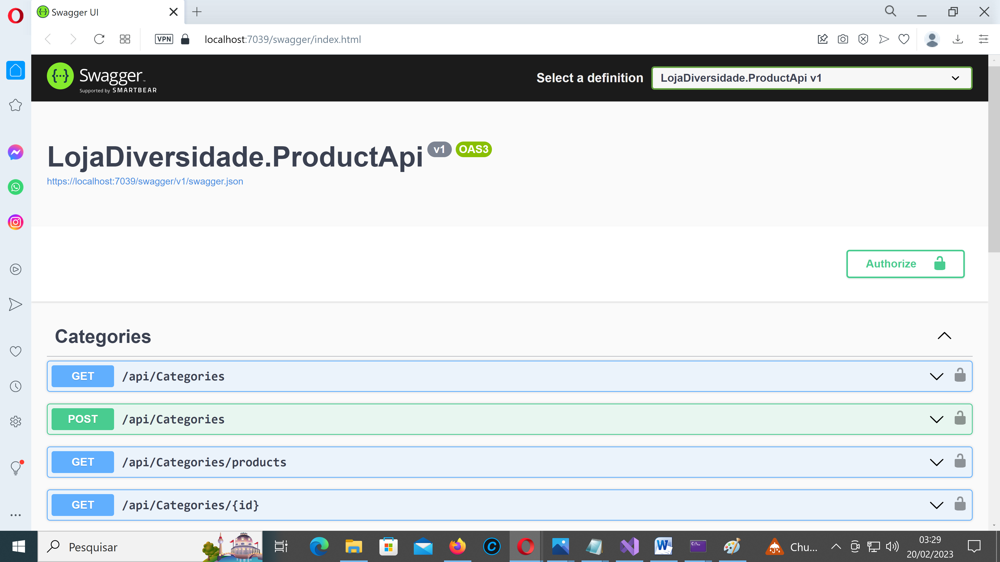 Swagger UI
VPN
localhost:7039/swagger/index.html
Swagger™
Supported by SMARTBEAR
Select a definition
LojaDiversidade.ProductApi v1
LojaDiversidade.ProductApi v1 OAS3
https://localhost:7039/swagger/v1/swagger.json
Authorize
Categories
GET /api/Categories
POST /api/Categories
GET /api/Categories/products
GET /api/Categories/{id}
Pesquisar
Chu...
03:29
20/02/2023